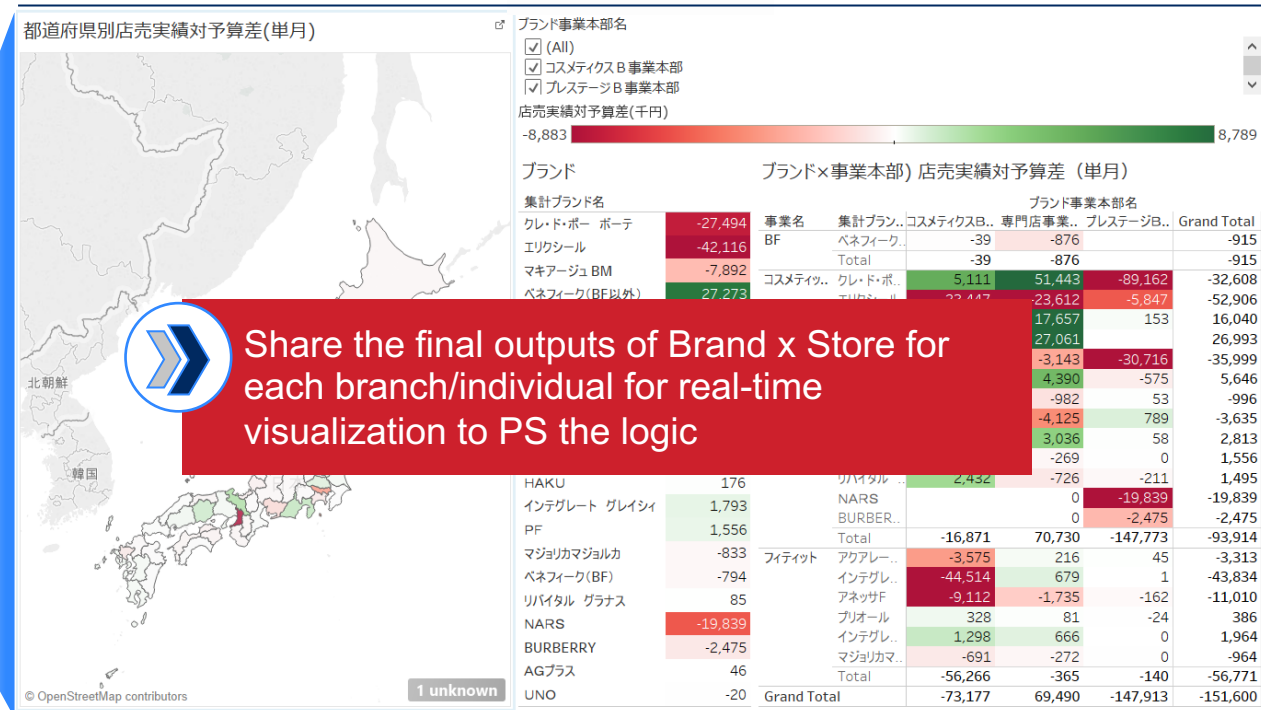 都道府県別店売実績対予算差(単月)
ブランド事業本部名
(All)
コスメティクスB事業本部
プレステージB事業本部
店売実績対予算差(千円)
-8,883 8,789
ブランド
集計ブランド名
クレ・ド・ポー ボーテ -27,494
エリクシール -42,116
マキアージュBM -7,892
ベネフィーク(BF以外) 27,273
HAKU 176
インテグレート グレイシィ 1,793
PF 1,556
マジョリカマジョルカ -833
ベネフィーク(BF) -794
リバイタル グラナス 85
NARS -19,839
BURBERRY -2,475
AGプラス 46
UNO -20
ブランド×事業本部) 店売実績対予算差 (単月)
ブランド事業本部名
事業名 集計ブラン.. コスメティクスB.. 専門店事業.. プレステージB.. Grand Total
BF ベネフィーク.. -39 -876 -915
Total -39 -876 -915
コスメティッ.. クレ・ド・ポ.. 5,111 51,443 -89,162 -32,608
エリクシール -23,447 -23,612 -5,847 -52,906
17,657 153 16,040
27,061 26,993
-3,143 -30,716 -35,999
4,390 -575 5,646
-982 53 -996
-4,125 789 -3,635
3,036 58 2,813
-269 0 1,556
リバイタル .. 2,432 -726 -211 1,495
NARS 0 -19,839 -19,839
BURBER.. 0 -2,475 -2,475
Total -16,871 70,730 -147,773 -93,914
フィティット アクアレー.. -3,575 216 45 -3,313
インテグレ.. -44,514 679 1 -43,834
アネッサF -9,112 -1,735 -162 -11,010
プリオール 328 81 -24 386
インテグレ.. 1,298 666 0 1,964
マジョリカマ.. -691 -272 0 -964
Total -56,266 -365 -140 -56,771
Grand Total -73,177 69,490 -147,913 -151,600
Share the final outputs of Brand x Store for
each branch/individual for real-time
visualization to PS the logic
北朝鮮
韓国
© OpenStreetMap contributors
1 unknown